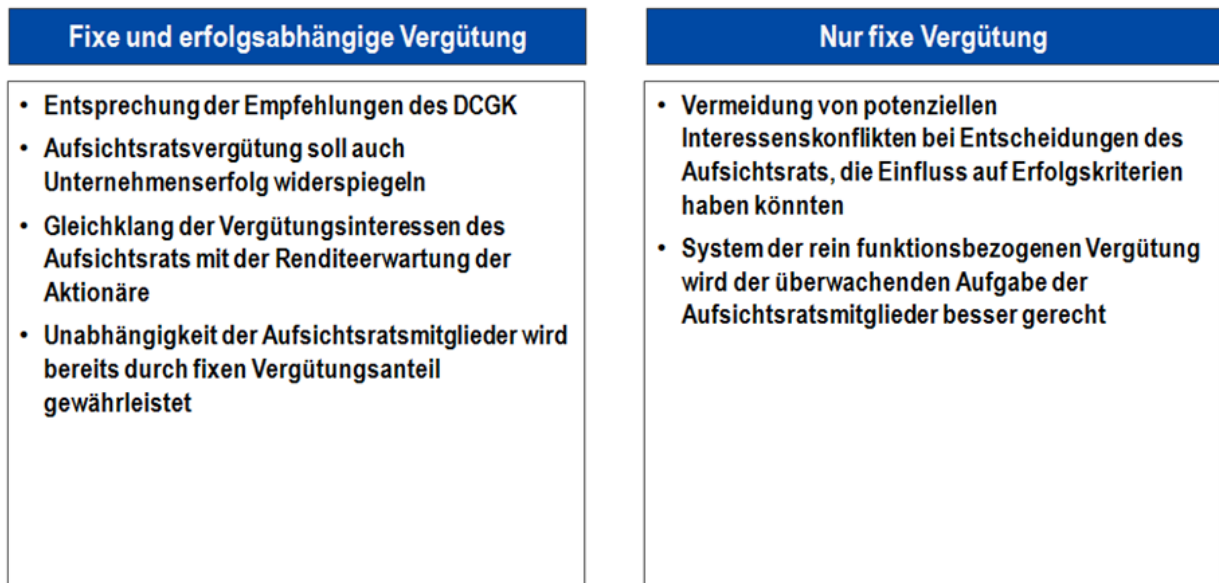 Fixe und erfolgsabhängige Vergütung
• Entsprechung der Empfehlungen des DCGK
• Aufsichtsratsvergütung soll auch
Unternehmenserfolg widerspiegeln
• Gleichklang der Vergütungsinteressen des
Aufsichtsrats mit der Renditeerwartung der
Aktionäre
• Unabhängigkeit der Aufsichtsratsmitglieder wird
bereits durch fixen Vergütungsanteil
gewährleistet
Nur fixe Vergütung
• Vermeidung von potenziellen
Interessenskonflikten bei Entscheidungen des
Aufsichtsrats, die Einfluss auf Erfolgskriterien
haben könnten
• System der rein funktionsbezogenen Vergütung
wird der überwachenden Aufgabe der
Aufsichtsratsmitglieder besser gerecht